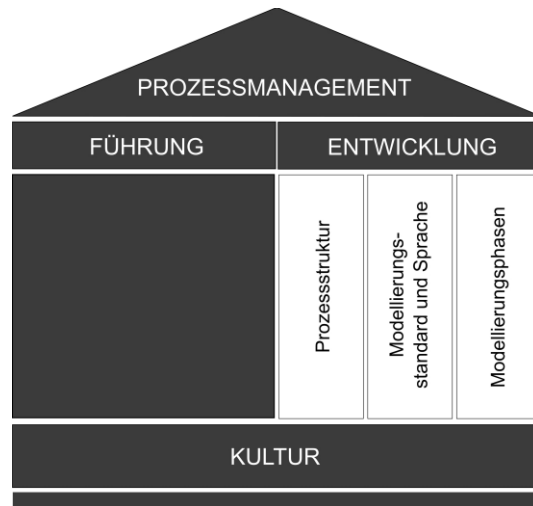 PROZESSMANAGEMENT
FÜHRUNG
ENTWICKLUNG
Prozessstruktur
Modellierungs-
standard und Sprache
Modellierungsphasen
KULTUR